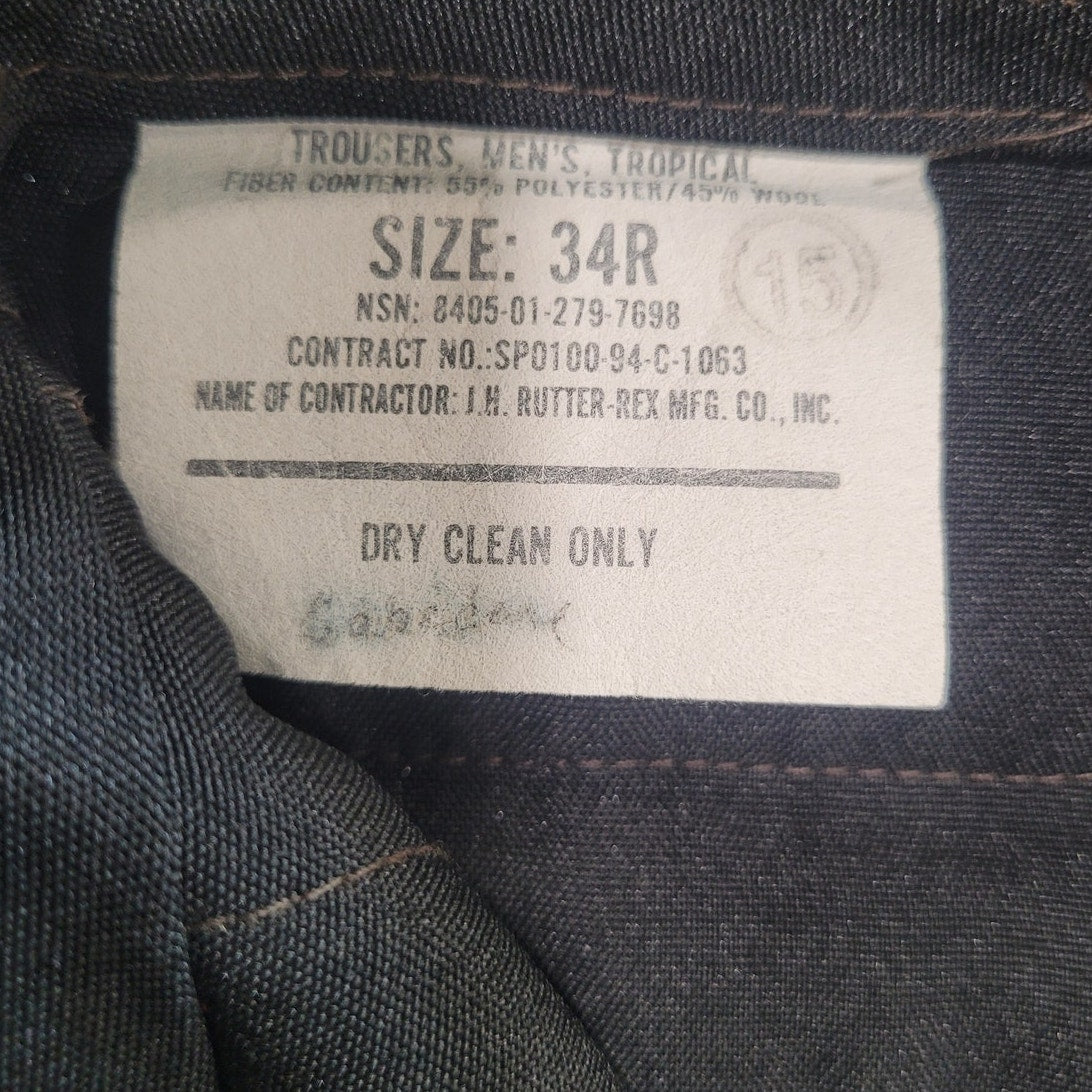 TROUSERS, MEN'S, TROPICAL
FIBER CONTENT: 55% POLYESTER/45% WOOL
SIZE: 34R
15
NSN: 8405-01-279-7698
CONTRACT NO.:SP0100-94-C-1063
NAME OF CONTRACTOR: J.H. RUTTER-REX MFG. CO., INC.
DRY CLEAN ONLY